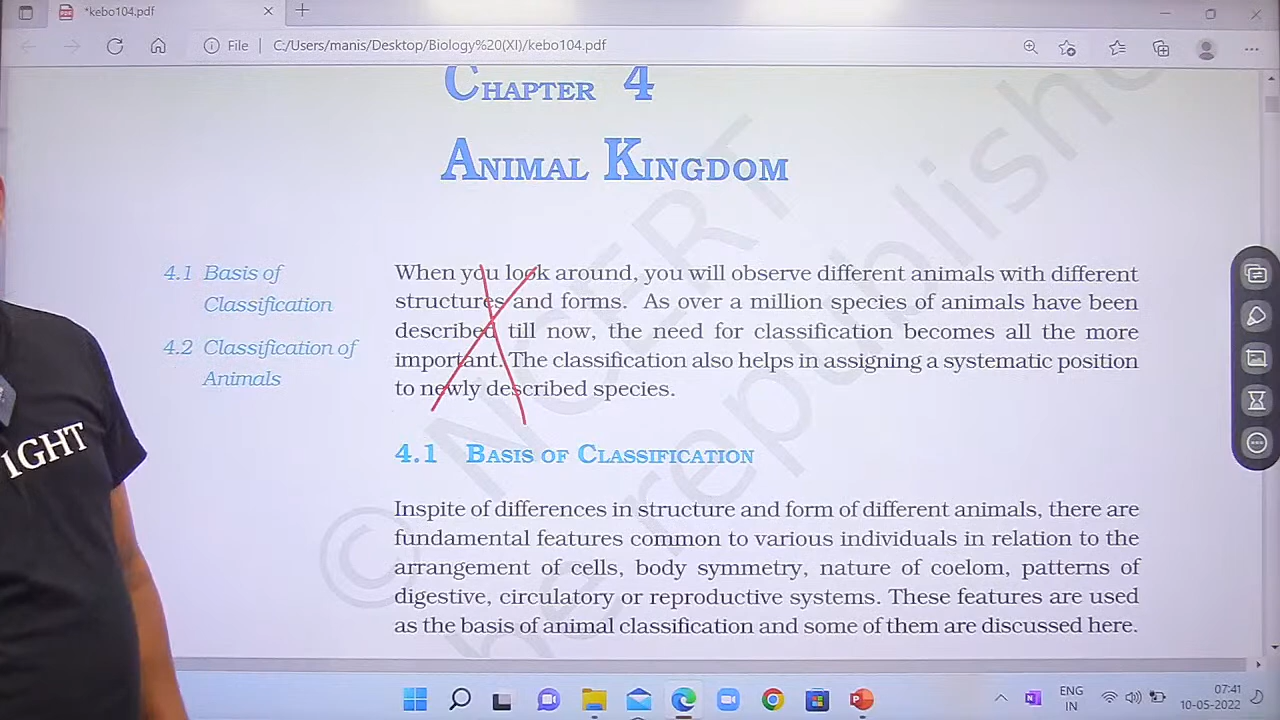 *kebo104.pdf
File
C:/Users/manis/Desktop/Biology%20(XI)/kebo104.pdf
CHAPTER 4
ANIMAL KINGDOM
4.1 Basis of
Classification
4.2 Classification of
Animals
When you look around, you will observe different animals with different
structures and forms. As over a million species of animals have been
described till now, the need for classification becomes all the more
important. The classification also helps in assigning a systematic position
to newly described species.
4.1 BASIS OF CLASSIFICATION
Inspite of differences in structure and form of different animals, there are
fundamental features common to various individuals in relation to the
arrangement of cells, body symmetry, nature of coelom, patterns of
digestive, circulatory or reproductive systems. These features are used
as the basis of animal classification and some of them are discussed here.
© NCERT
be republishe
IGHT
ENG
IN
07:41
10-05-2022